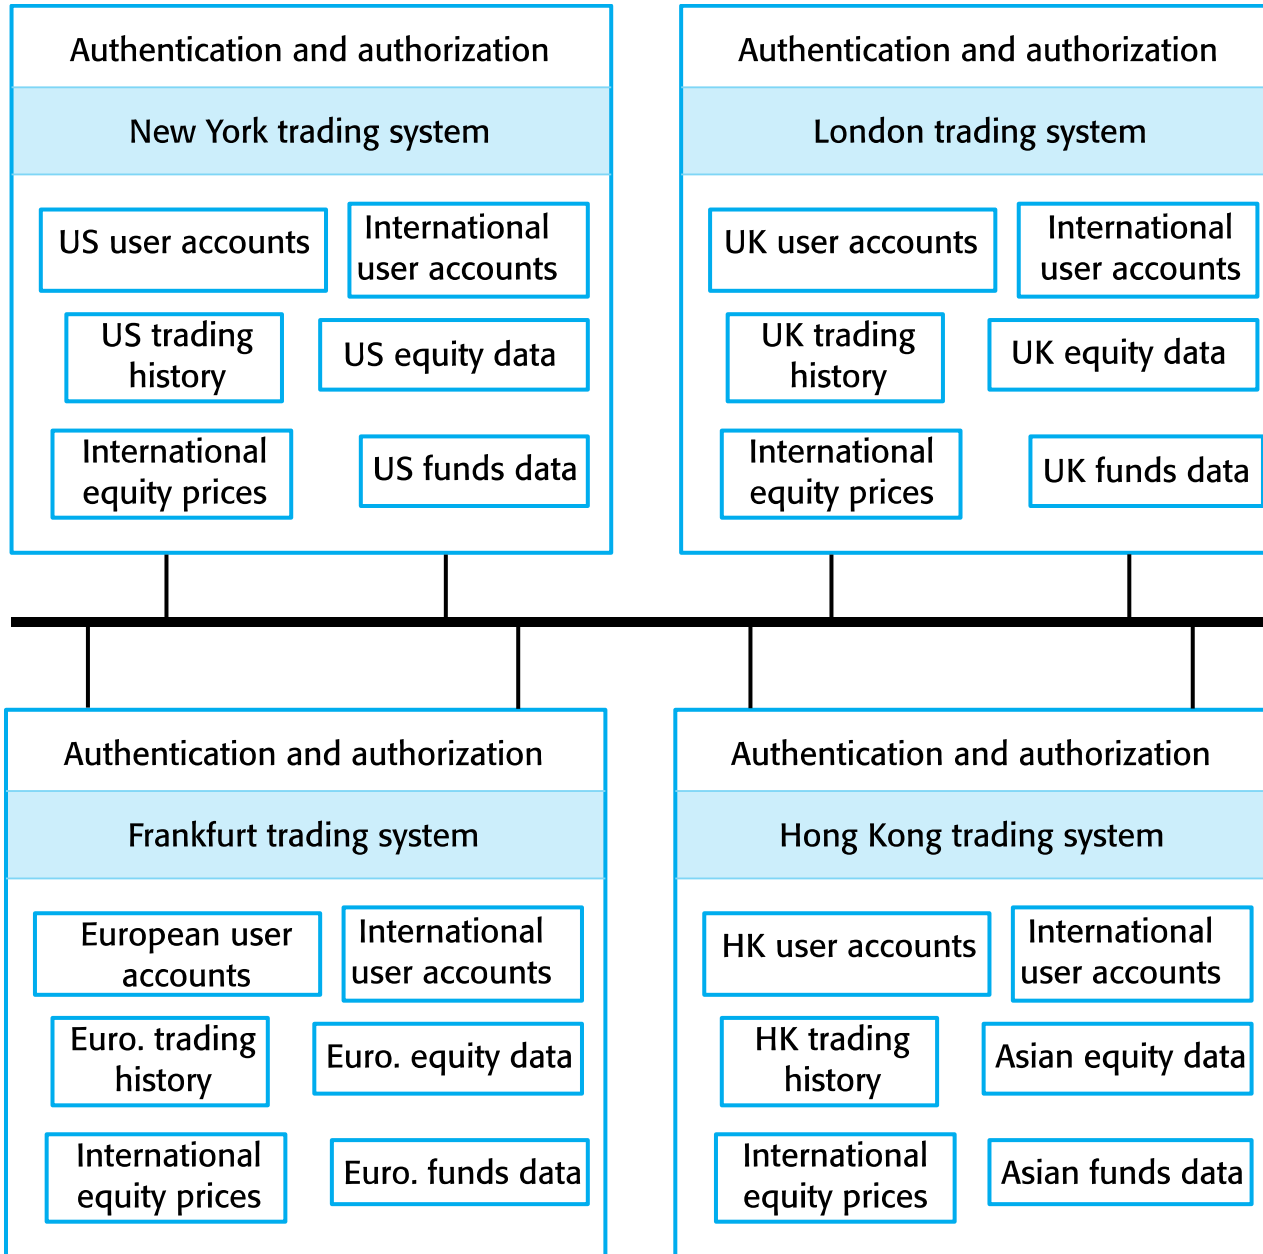 Authentication and authorization
New York trading system
US user accounts
International
user accounts
US trading
history
US equity data
International
equity prices
US funds data
Authentication and authorization
London trading system
UK user accounts
International
user accounts
UK trading
history
UK equity data
International
equity prices
UK funds data
Authentication and authorization
Frankfurt trading system
European user
accounts
International
user accounts
Euro. trading
history
Euro. equity data
International
equity prices
Euro. funds data
Authentication and authorization
Hong Kong trading system
HK user accounts
International
user accounts
HK trading
history
Asian equity data
International
equity prices
Asian funds data